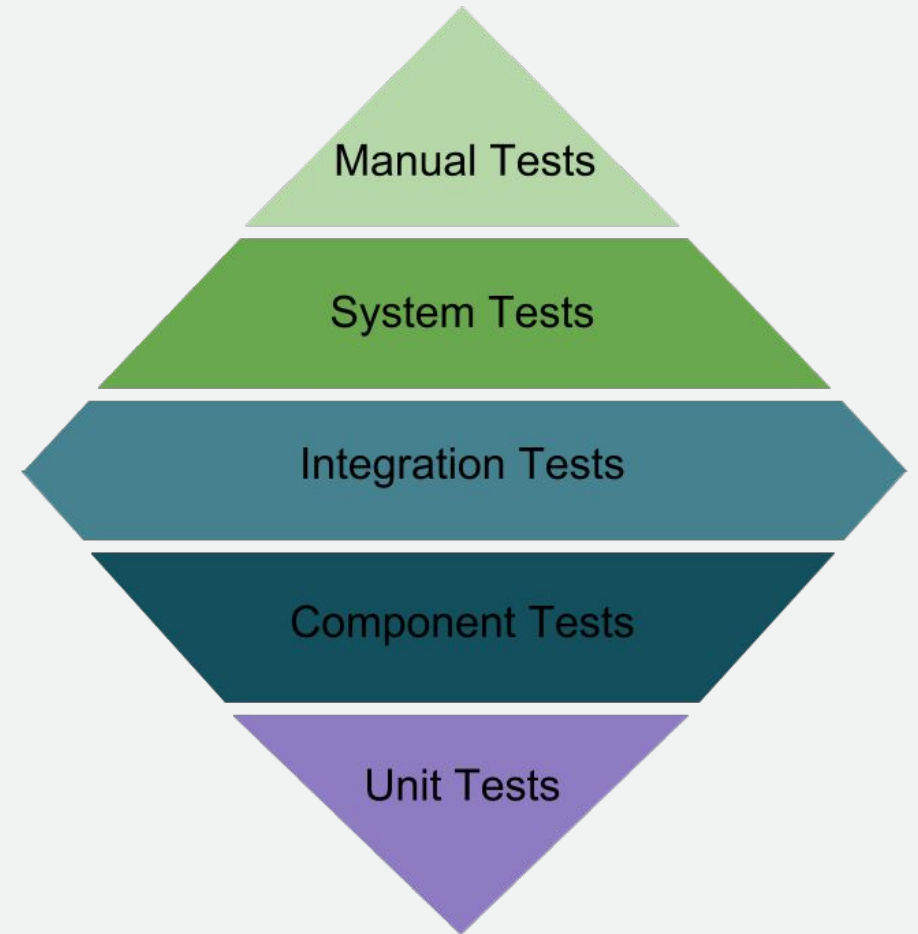 Manual Tests
System Tests
Integration Tests
Component Tests
Unit Tests